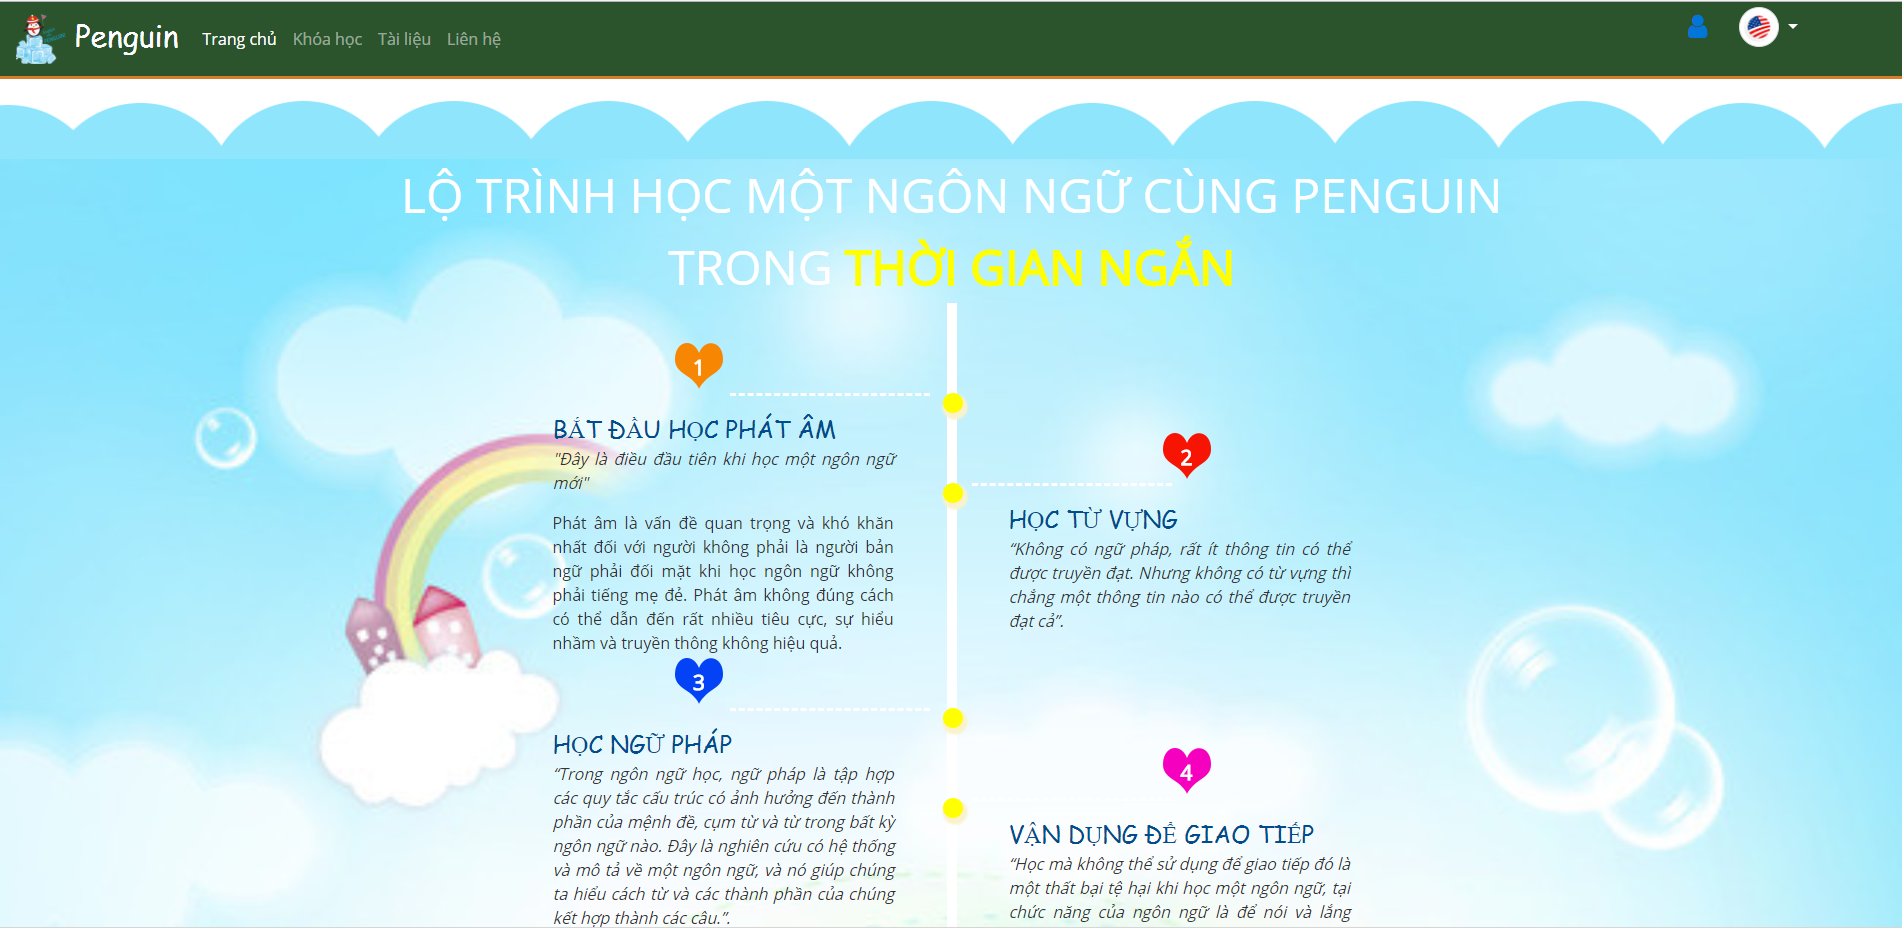 Penguin
Trang chủ
Khóa học
Tài liệu
Liên hệ
LỘ TRÌNH HỌC MỘT NGÔN NGỮ CÙNG PENGUIN
TRONG THỜI GIAN NGẮN
1
BẮT ĐẦU HỌC PHÁT ÂM
"Đây là điều đầu tiên khi học một ngôn ngữ
mới"
Phát âm là vấn đề quan trọng và khó khăn
nhất đối với người không phải là người bản
ngữ phải đối mặt khi học ngôn ngữ không
phải tiếng mẹ đẻ. Phát âm không đúng cách
có thể dẫn đến rất nhiều tiêu cực, sự hiểu
nhầm và truyền thông không hiệu quả.
2
HỌC TỪ VỰNG
“Không có ngữ pháp, rất ít thông tin có thể
được truyền đạt. Nhưng không có từ vựng thì
chẳng một thông tin nào có thể được truyền
đạt cả”.
3
HỌC NGỮ PHÁP
“Trong ngôn ngữ học, ngữ pháp là tập hợp
các quy tắc cấu trúc có ảnh hưởng đến thành
phần của mệnh đề, cụm từ và từ trong bất kỳ
ngôn ngữ nào. Đây là nghiên cứu có hệ thống
và mô tả về một ngôn ngữ, và nó giúp chúng
ta hiểu cách từ và các thành phần của chúng
kết hợp thành các câu.”.
4
VẬN DỤNG ĐỂ GIAO TIẾP
“Học mà không thể sử dụng để giao tiếp đó là
một thất bại tệ hại khi học một ngôn ngữ, tại
chức năng của ngôn ngữ là để nói và lắng